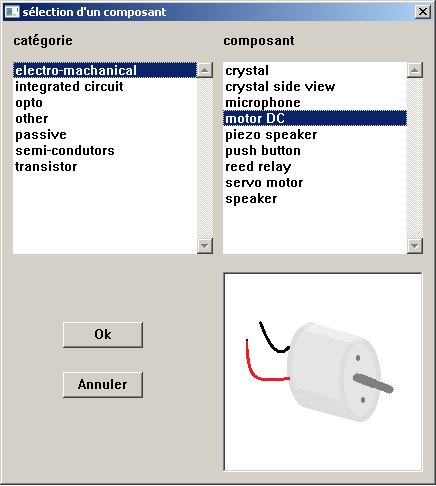 sélection d'un composant
catégorie
composant
electro-machanical
integrated circuit
opto
other
passive
semi-condutors
transistor
crystal
crystal side view
microphone
motor DC
piezo speaker
push button
reed relay
servo motor
speaker
Ok
Annuler